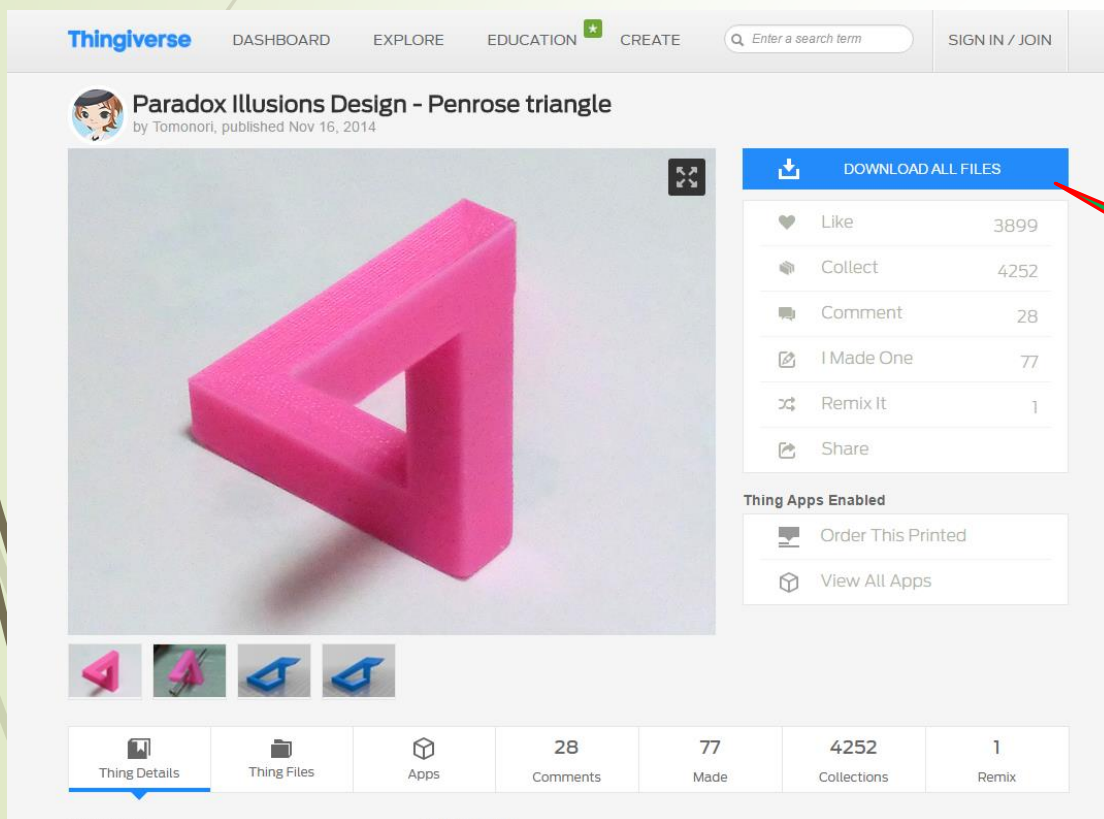 Thingiverse DASHBOARD EXPLORE EDUCATION CREATE Enter a search term SIGN IN / JOIN
Paradox Illusions Design - Penrose triangle
by Tomonori, published Nov 16, 2014
DOWNLOAD ALL FILES
Like 3899
Collect 4252
Comment 28
I Made One 77
Remix It 1
Share
Thing Apps Enabled
Order This Printed
View All Apps
28 77 4252 1
Thing Details Thing Files Apps Comments Made Collections Remix